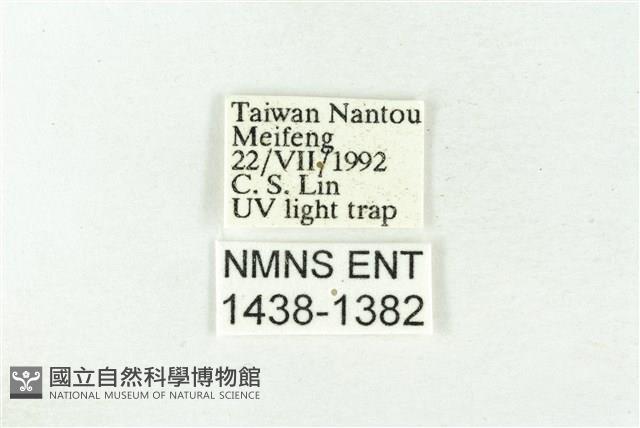 Taiwan Nantou
Meifeng
22/VII/1992
C. S. Lin
UV light trap
NMNS ENT
1438-1382
國立自然科學博物館
NATIONAL MUSEUM OF NATURAL SCIENCE